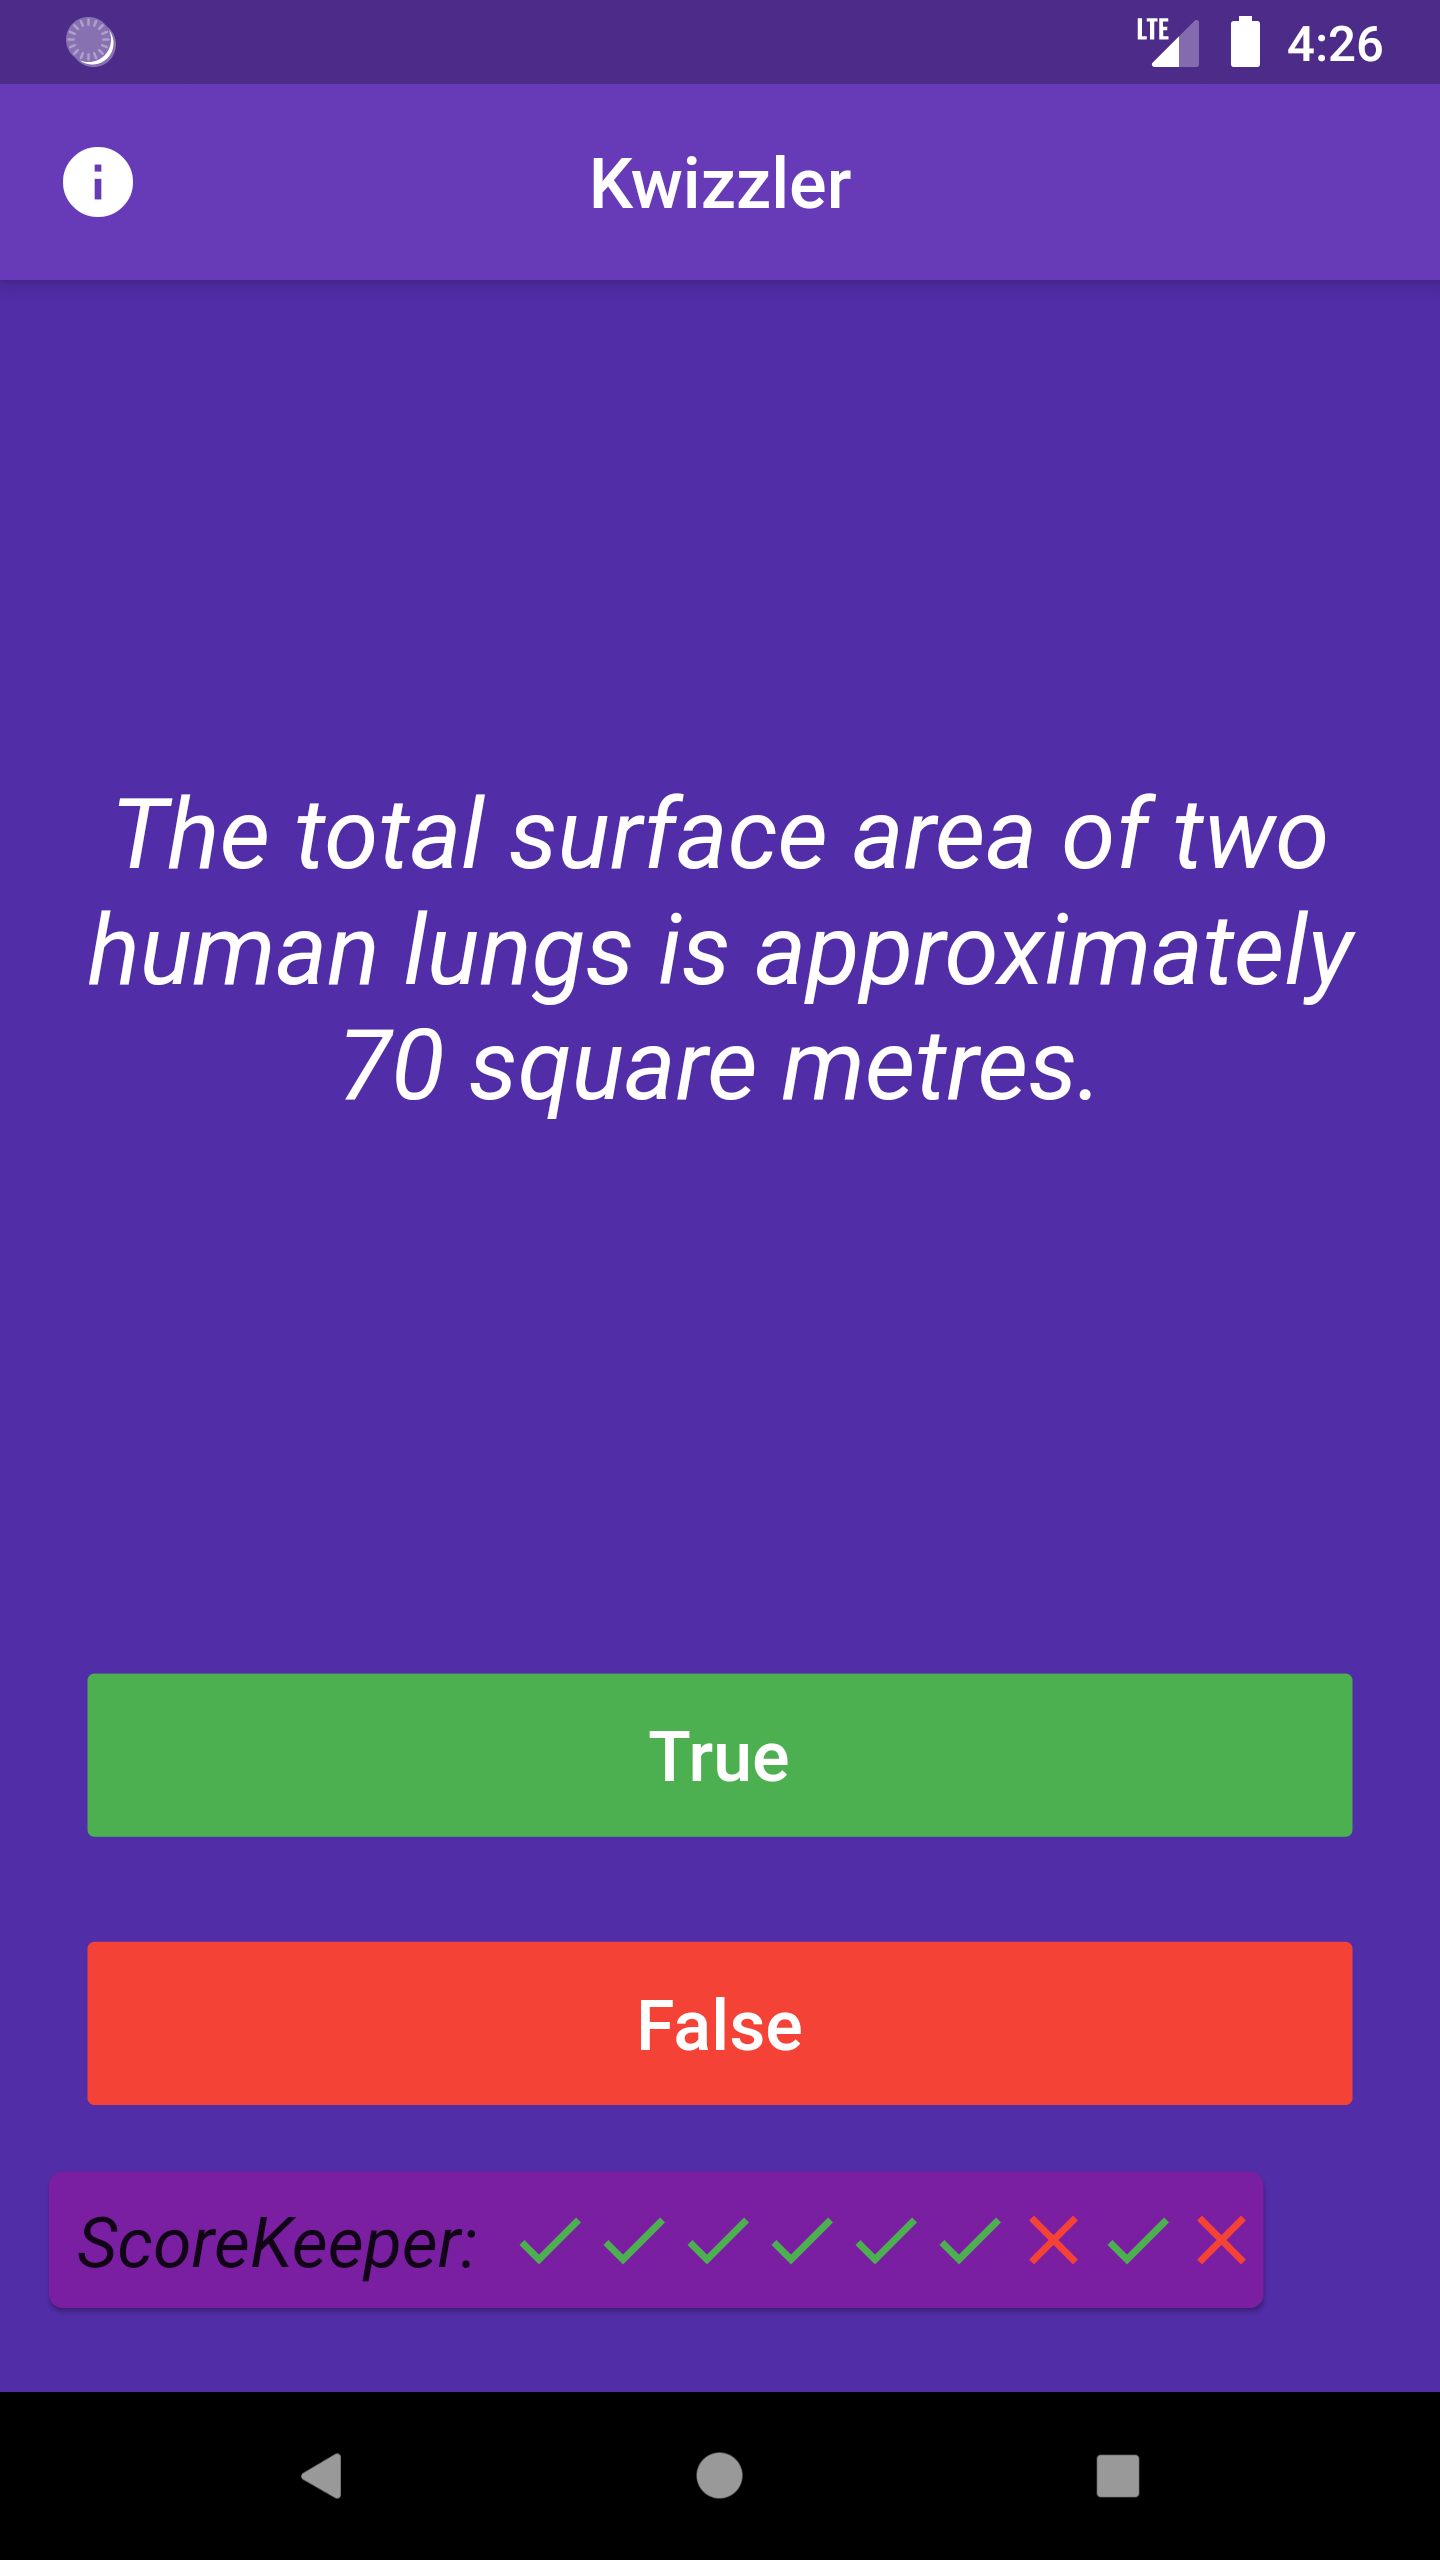 LTE 4:26
Kwizzler
The total surface area of two
human lungs is approximately
70 square metres.
True
False
ScoreKeeper: